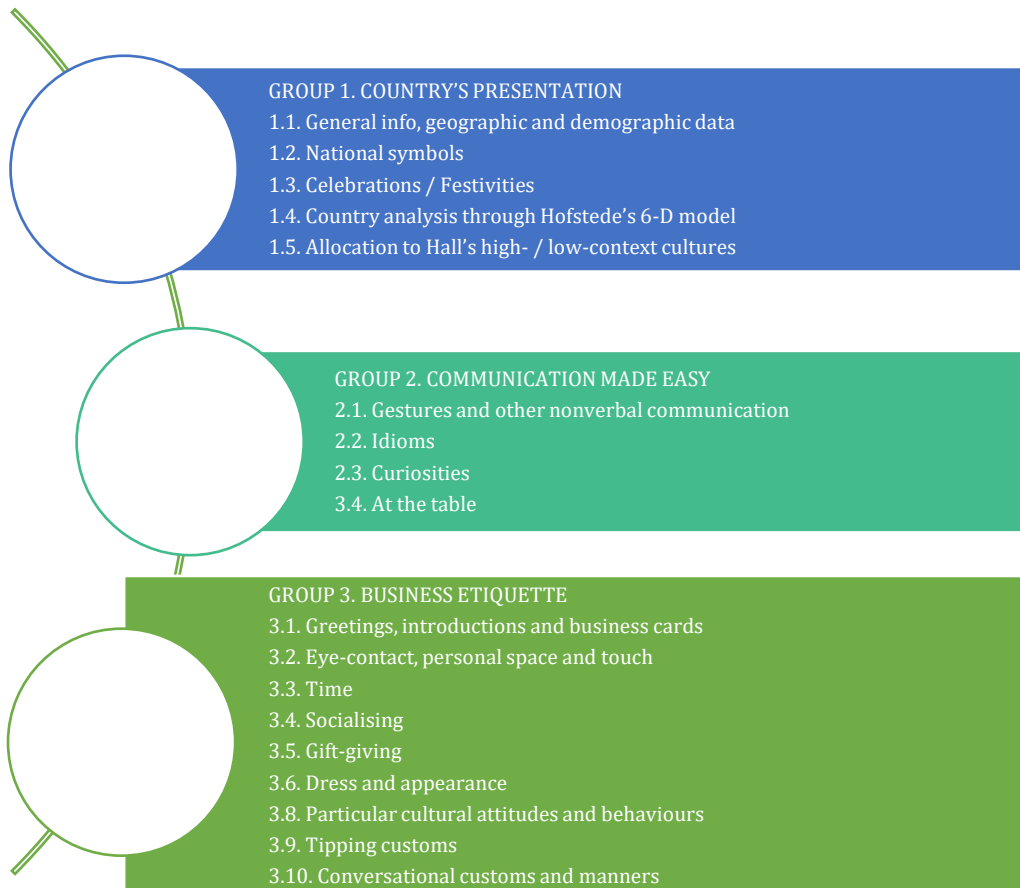 GROUP 1. COUNTRY’S PRESENTATION
1.1. General info, geographic and demographic data
1.2. National symbols
1.3. Celebrations / Festivities
1.4. Country analysis through Hofstede’s 6-D model
1.5. Allocation to Hall’s high- / low-context cultures
GROUP 2. COMMUNICATION MADE EASY
2.1. Gestures and other nonverbal communication
2.2. Idioms
2.3. Curiosities
3.4. At the table
GROUP 3. BUSINESS ETIQUETTE
3.1. Greetings, introductions and business cards
3.2. Eye-contact, personal space and touch
3.3. Time
3.4. Socialising
3.5. Gift-giving
3.6. Dress and appearance
3.8. Particular cultural attitudes and behaviours
3.9. Tipping customs
3.10. Conversational customs and manners